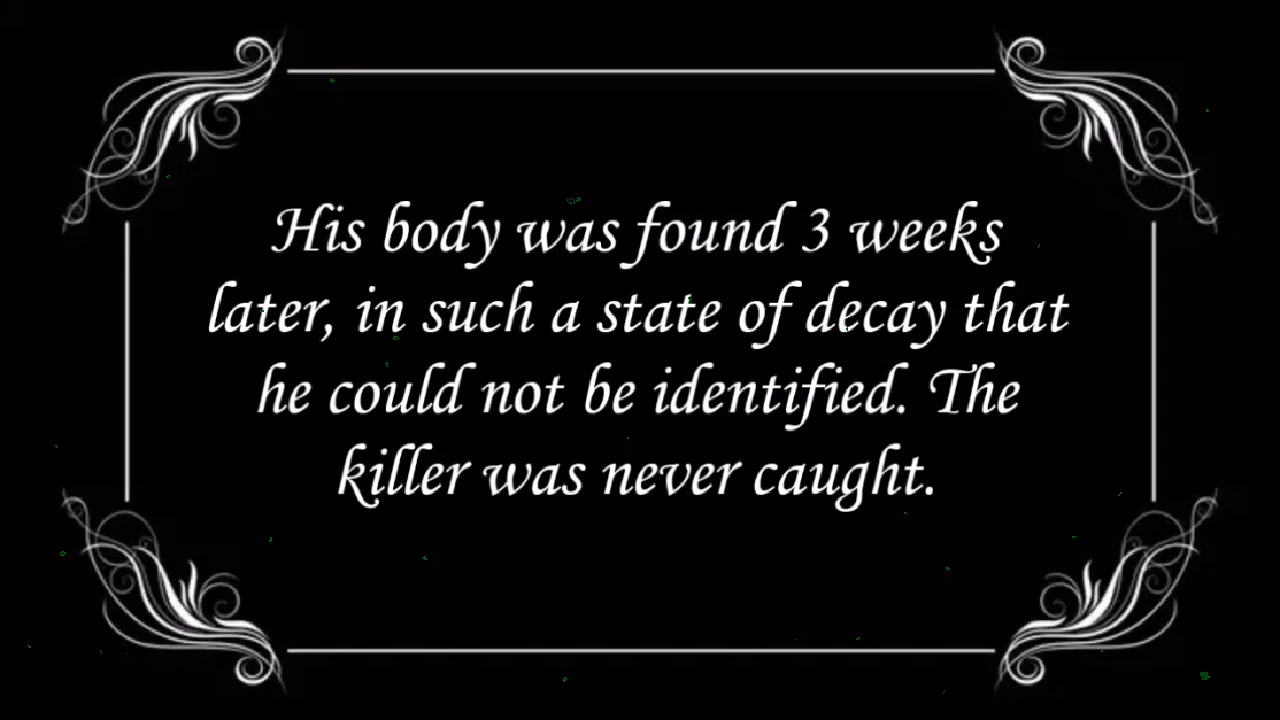 His body was found 3 weeks
later, in such a state of decay that
he could not be identified. The
killer was never caught.